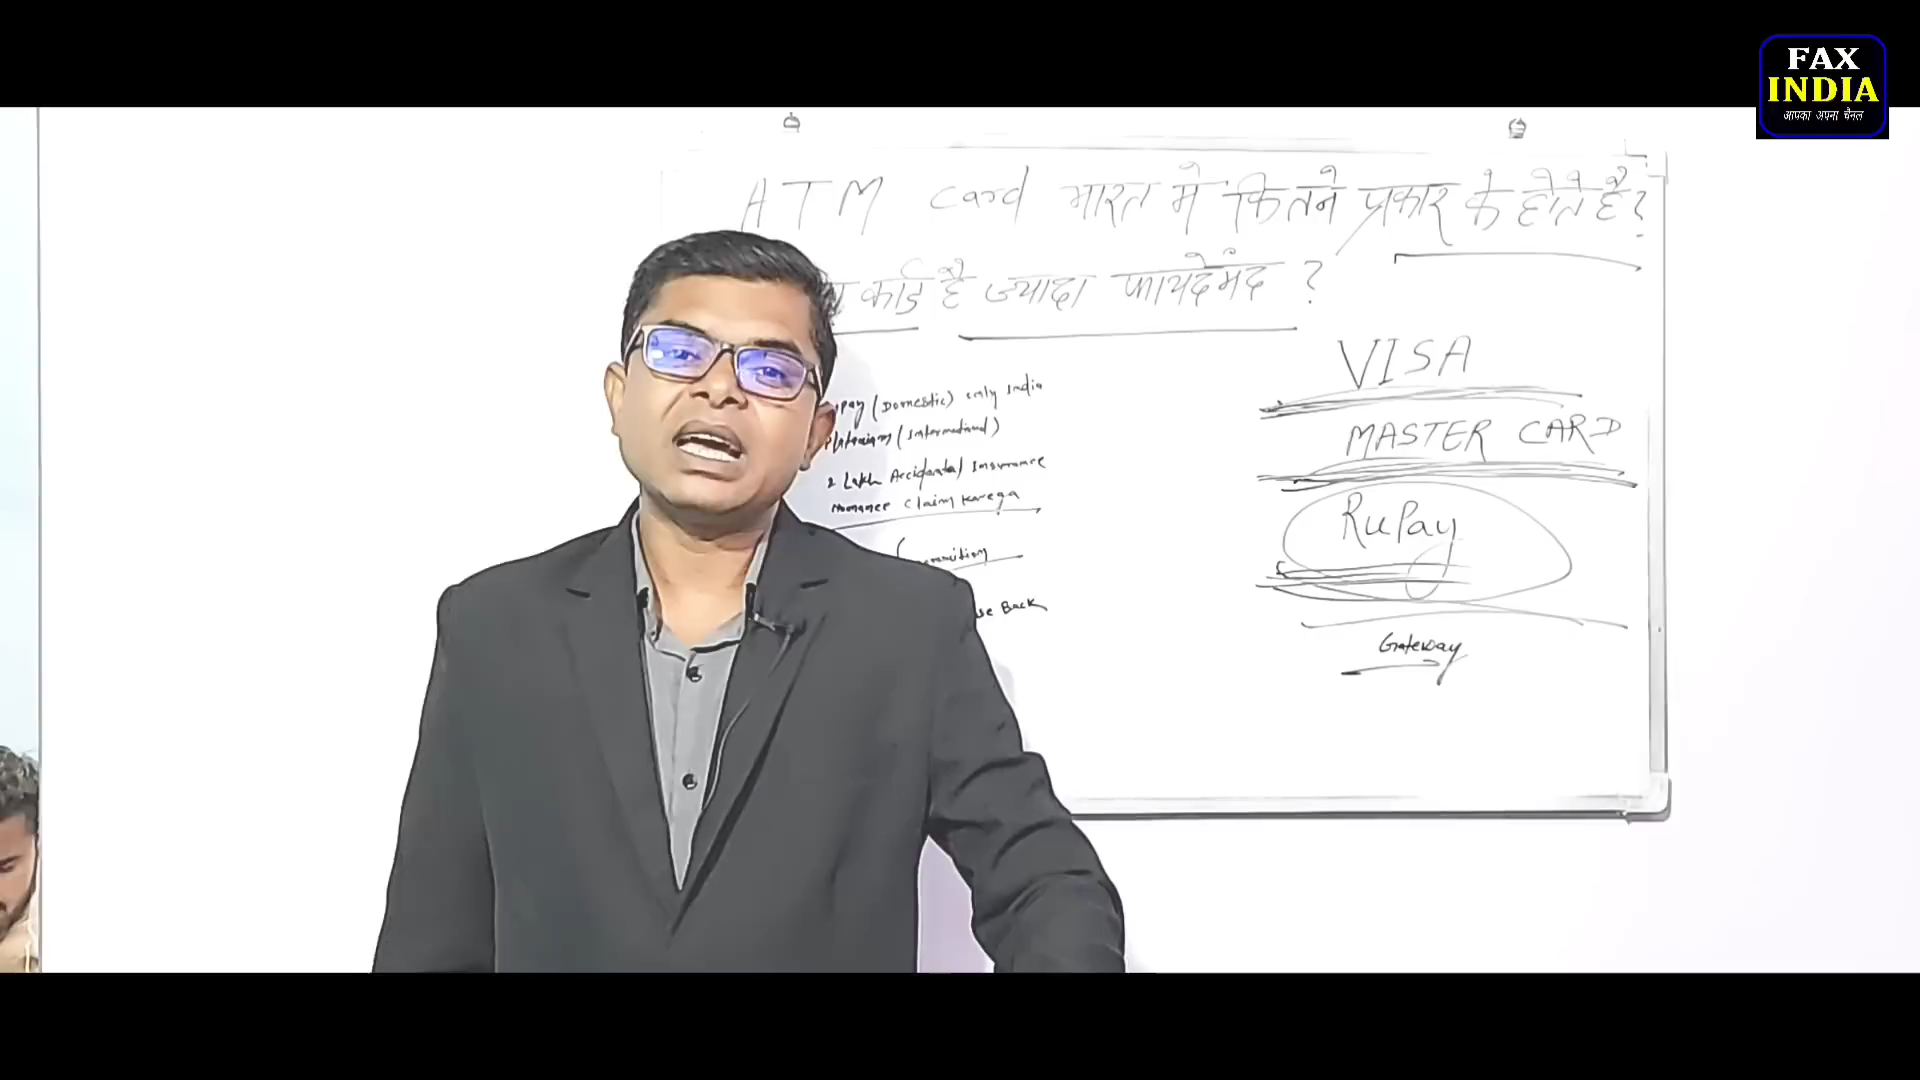 FAX
INDIA
आपका अपना चैनल
ATM Card भारत में कितने प्रकार के होते है?
कार्ड है ज्यादा फायदेमंद ?
(Domestic) only India
(International)
2 Lakh Accidental Insurance
Nomanee Claim Karega
Back
VISA
MASTER CARD
RuPay
Gateway